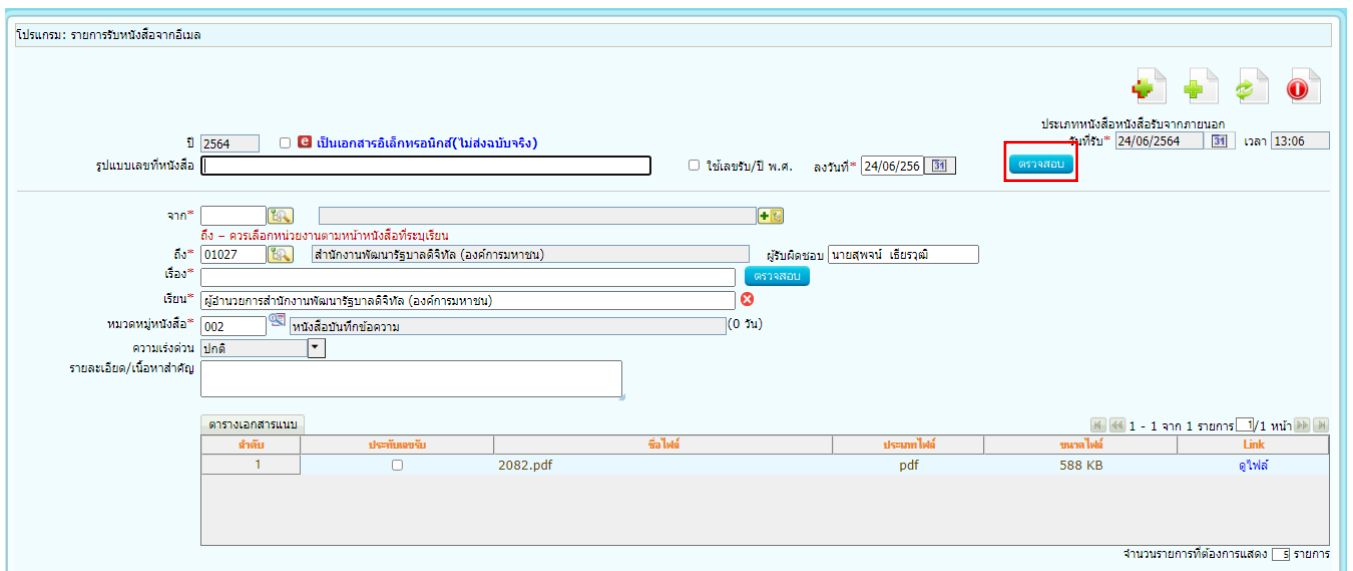 โปรแกรม: รายการรับหนังสือจากอีเมล
ประเภทหนังสือหนังสือรับจากภายนอก
ปี 2564 e เป็นเอกสารอิเล็กทรอนิกส์(ไม่ส่งฉบับจริง) วันที่รับ* 24/06/2564 31 เวลา 13:06
รูปแบบเลขที่หนังสือ ใช้เลขรับ/ปี พ.ศ. ลงวันที่* 24/06/256 31 ตรวจสอบ
จาก*
ถึง – ควรเลือกหน่วยงานตามหน้าหนังสือที่ระบุเรียน
ถึง* 01027 สำนักงานพัฒนารัฐบาลดิจิทัล (องค์การมหาชน) ผู้รับผิดชอบ นายสุพจน์ เธียรวุฒิ
เรื่อง* ตรวจสอบ
เรียน* ผู้อำนวยการสำนักงานพัฒนารัฐบาลดิจิทัล (องค์การมหาชน)
หมวดหมู่หนังสือ* 002 หนังสือบันทึกข้อความ (0 วัน)
ความเร่งด่วน ปกติ
รายละเอียด/เนื้อหาสำคัญ
ตารางเอกสารแนบ 1 - 1 จาก 1 รายการ 1/1 หน้า
ลำดับ ประทับเลขรับ ชื่อไฟล์ ประเภทไฟล์ ขนาดไฟล์ Link
1 2082.pdf pdf 588 KB ดูไฟล์
จำนวนรายการที่ต้องการแสดง 5 รายการ